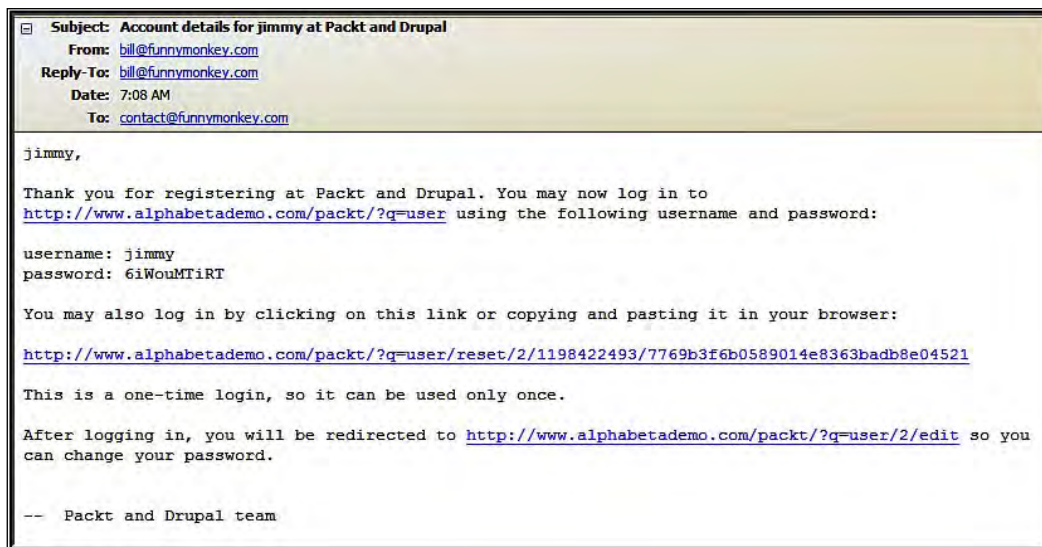 Subject: Account details for jimmy at Packt and Drupal
From: bill@funnymonkey.com
Reply-To: bill@funnymonkey.com
Date: 7:08 AM
To: contact@funnymonkey.com
jimmy,
Thank you for registering at Packt and Drupal. You may now log in to
http://www.alphabetademo.com/packt/?q=user using the following username and password:
username: jimmy
password: 6iWouMTiRT
You may also log in by clicking on this link or copying and pasting it in your browser:
http://www.alphabetademo.com/packt/?q=user/reset/2/1198422493/7769b3f6b0589014e8363badb8e04521
This is a one-time login, so it can be used only once.
After logging in, you will be redirected to http://www.alphabetademo.com/packt/?q=user/2/edit so you
can change your password.
-- Packt and Drupal team